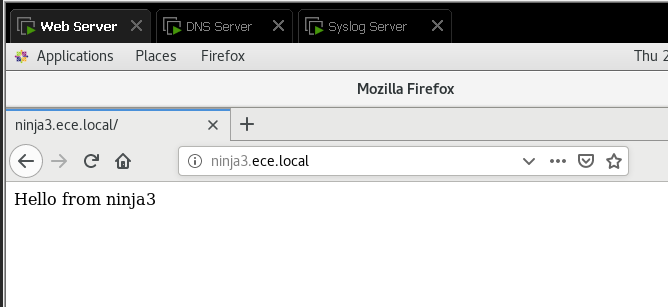 Web Server DNS Server Syslog Server
Applications Places Firefox Thu 2
Mozilla Firefox
ninja3.ece.local/
ninja3.ece.local
Hello from ninja3